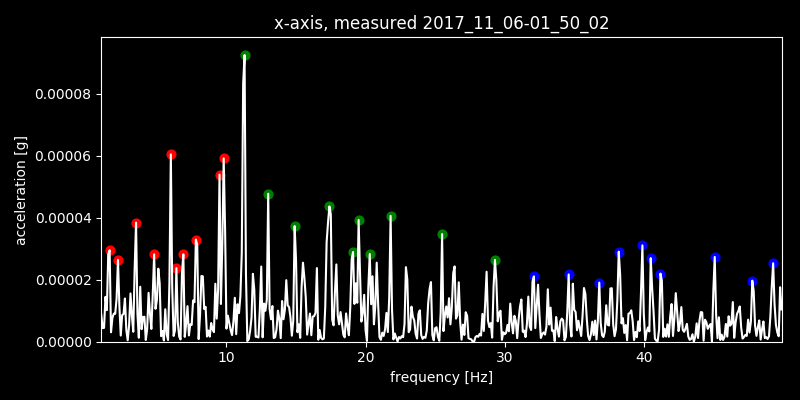 x-axis, measured 2017_11_06-01_50_02
0.00008
0.00006
0.00004
0.00002
0.00000
acceleration [g]
10 20 30 40
frequency [Hz]